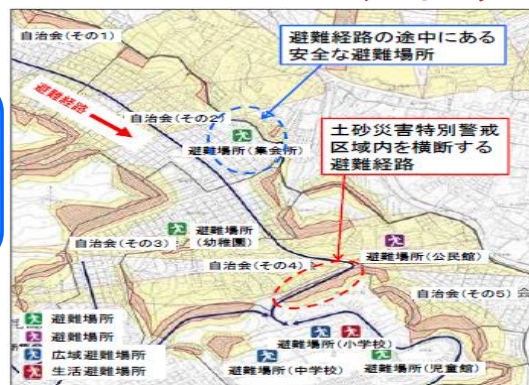 避難経路の途中にある
安全な避難場所
自治会(その1)
避難経路
自治会(その2)
避難場所(集会所)
土砂災害特別警戒
区域内を横断する
避難経路
避難場所
(幼稚園)
自治会(その3)
避難場所(公民館)
自治会(その4)
自治会(その5)
避難場所
避難場所
広域避難場所
生活避難場所
避難場所(小学校)
避難場所(中学校)
避難場所(児童館)